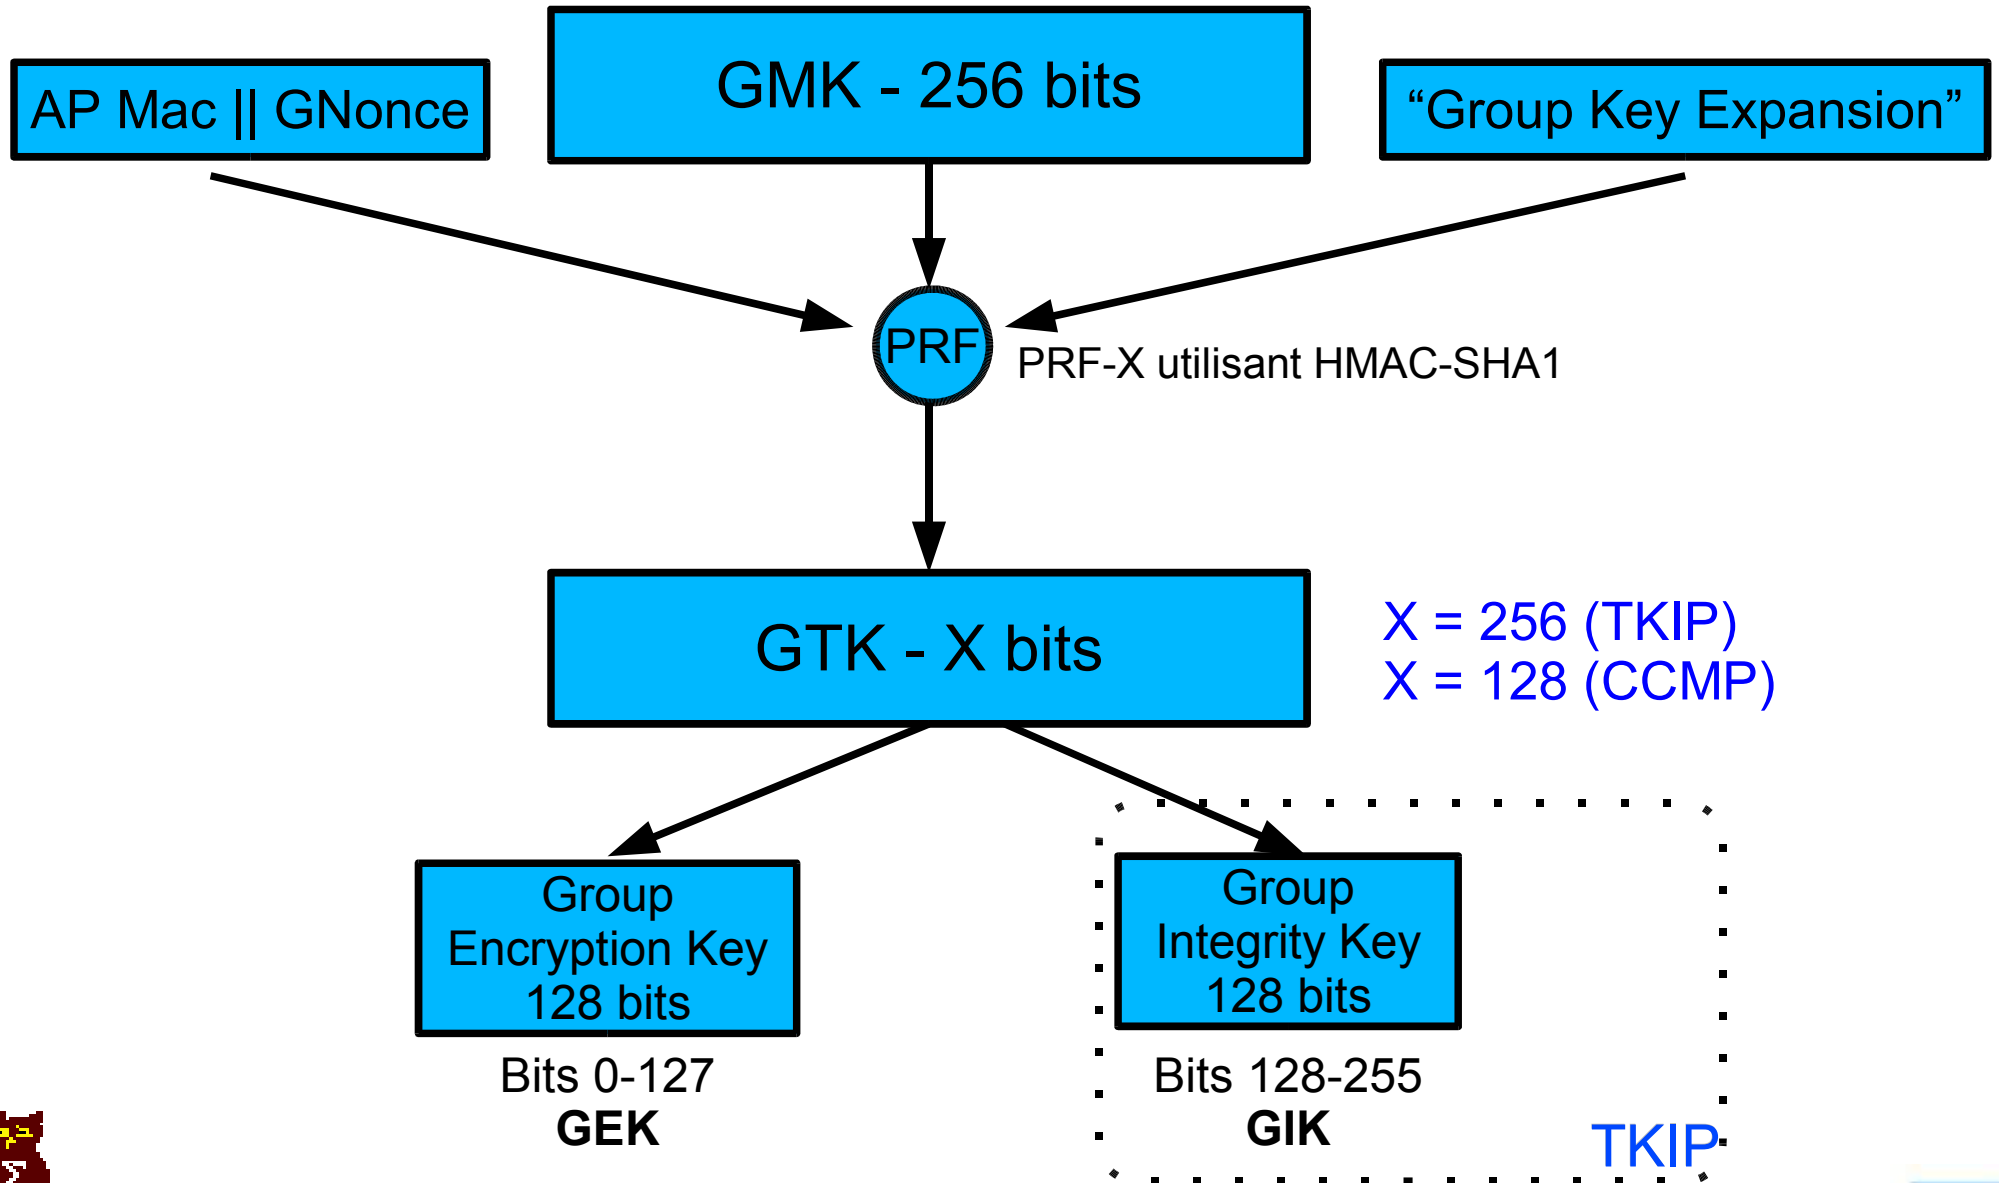 GMK - 256 bits
AP Mac || GNonce
“Group Key Expansion”
PRF
PRF-X utilisant HMAC-SHA1
GTK - X bits
X = 256 (TKIP)
X = 128 (CCMP)
Group
Encryption Key
128 bits
Group
Integrity Key
128 bits
Bits 0-127
GEK
Bits 128-255
GIK
TKIP